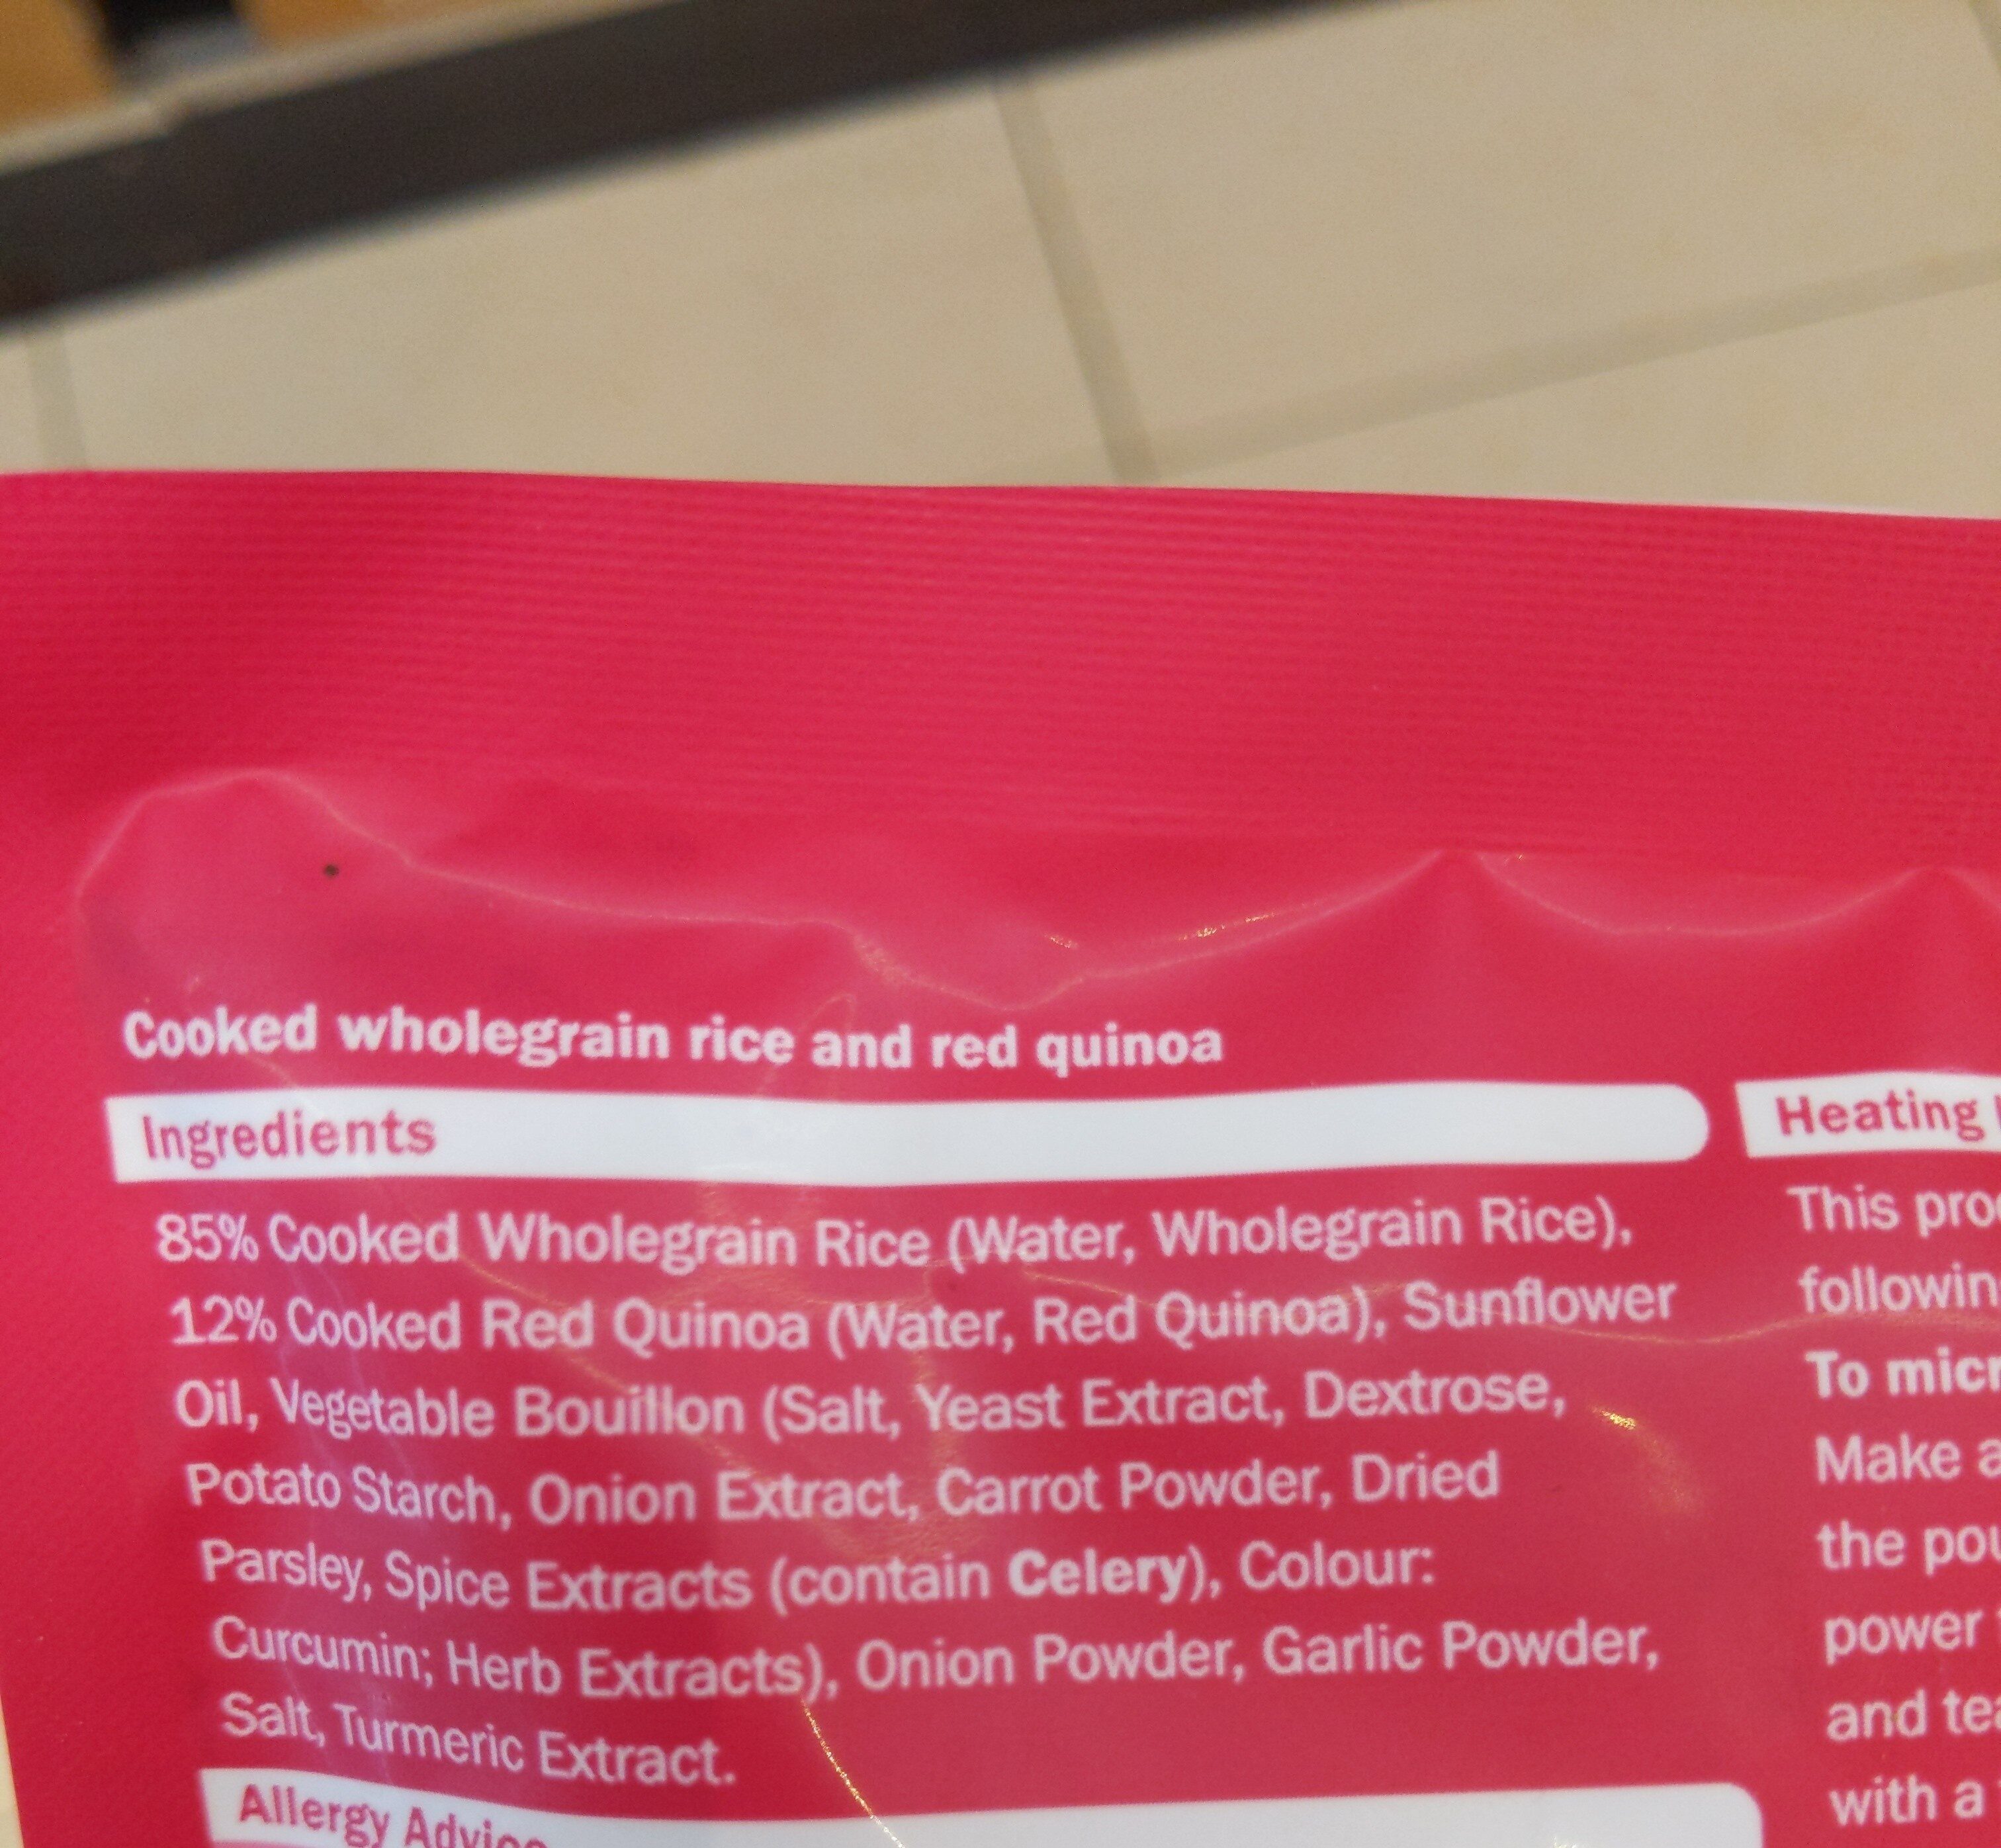 Cooked wholegrain rice and red quinoa
Ingredients
85% Cooked Wholegrain Rice (Water, Wholegrain Rice),
12% Cooked Red Quinoa (Water, Red Quinoa), Sunflower
Oil, Vegetable Bouillon (Salt, Yeast Extract, Dextrose,
Potato Starch, Onion Extract, Carrot Powder, Dried
Parsley, Spice Extracts (contain Celery), Colour:
Curcumin; Herb Extracts), Onion Powder, Garlic Powder,
Salt, Turmeric Extract.
Allergy Advice
Heating
This
To
Make
the
power
and
with a